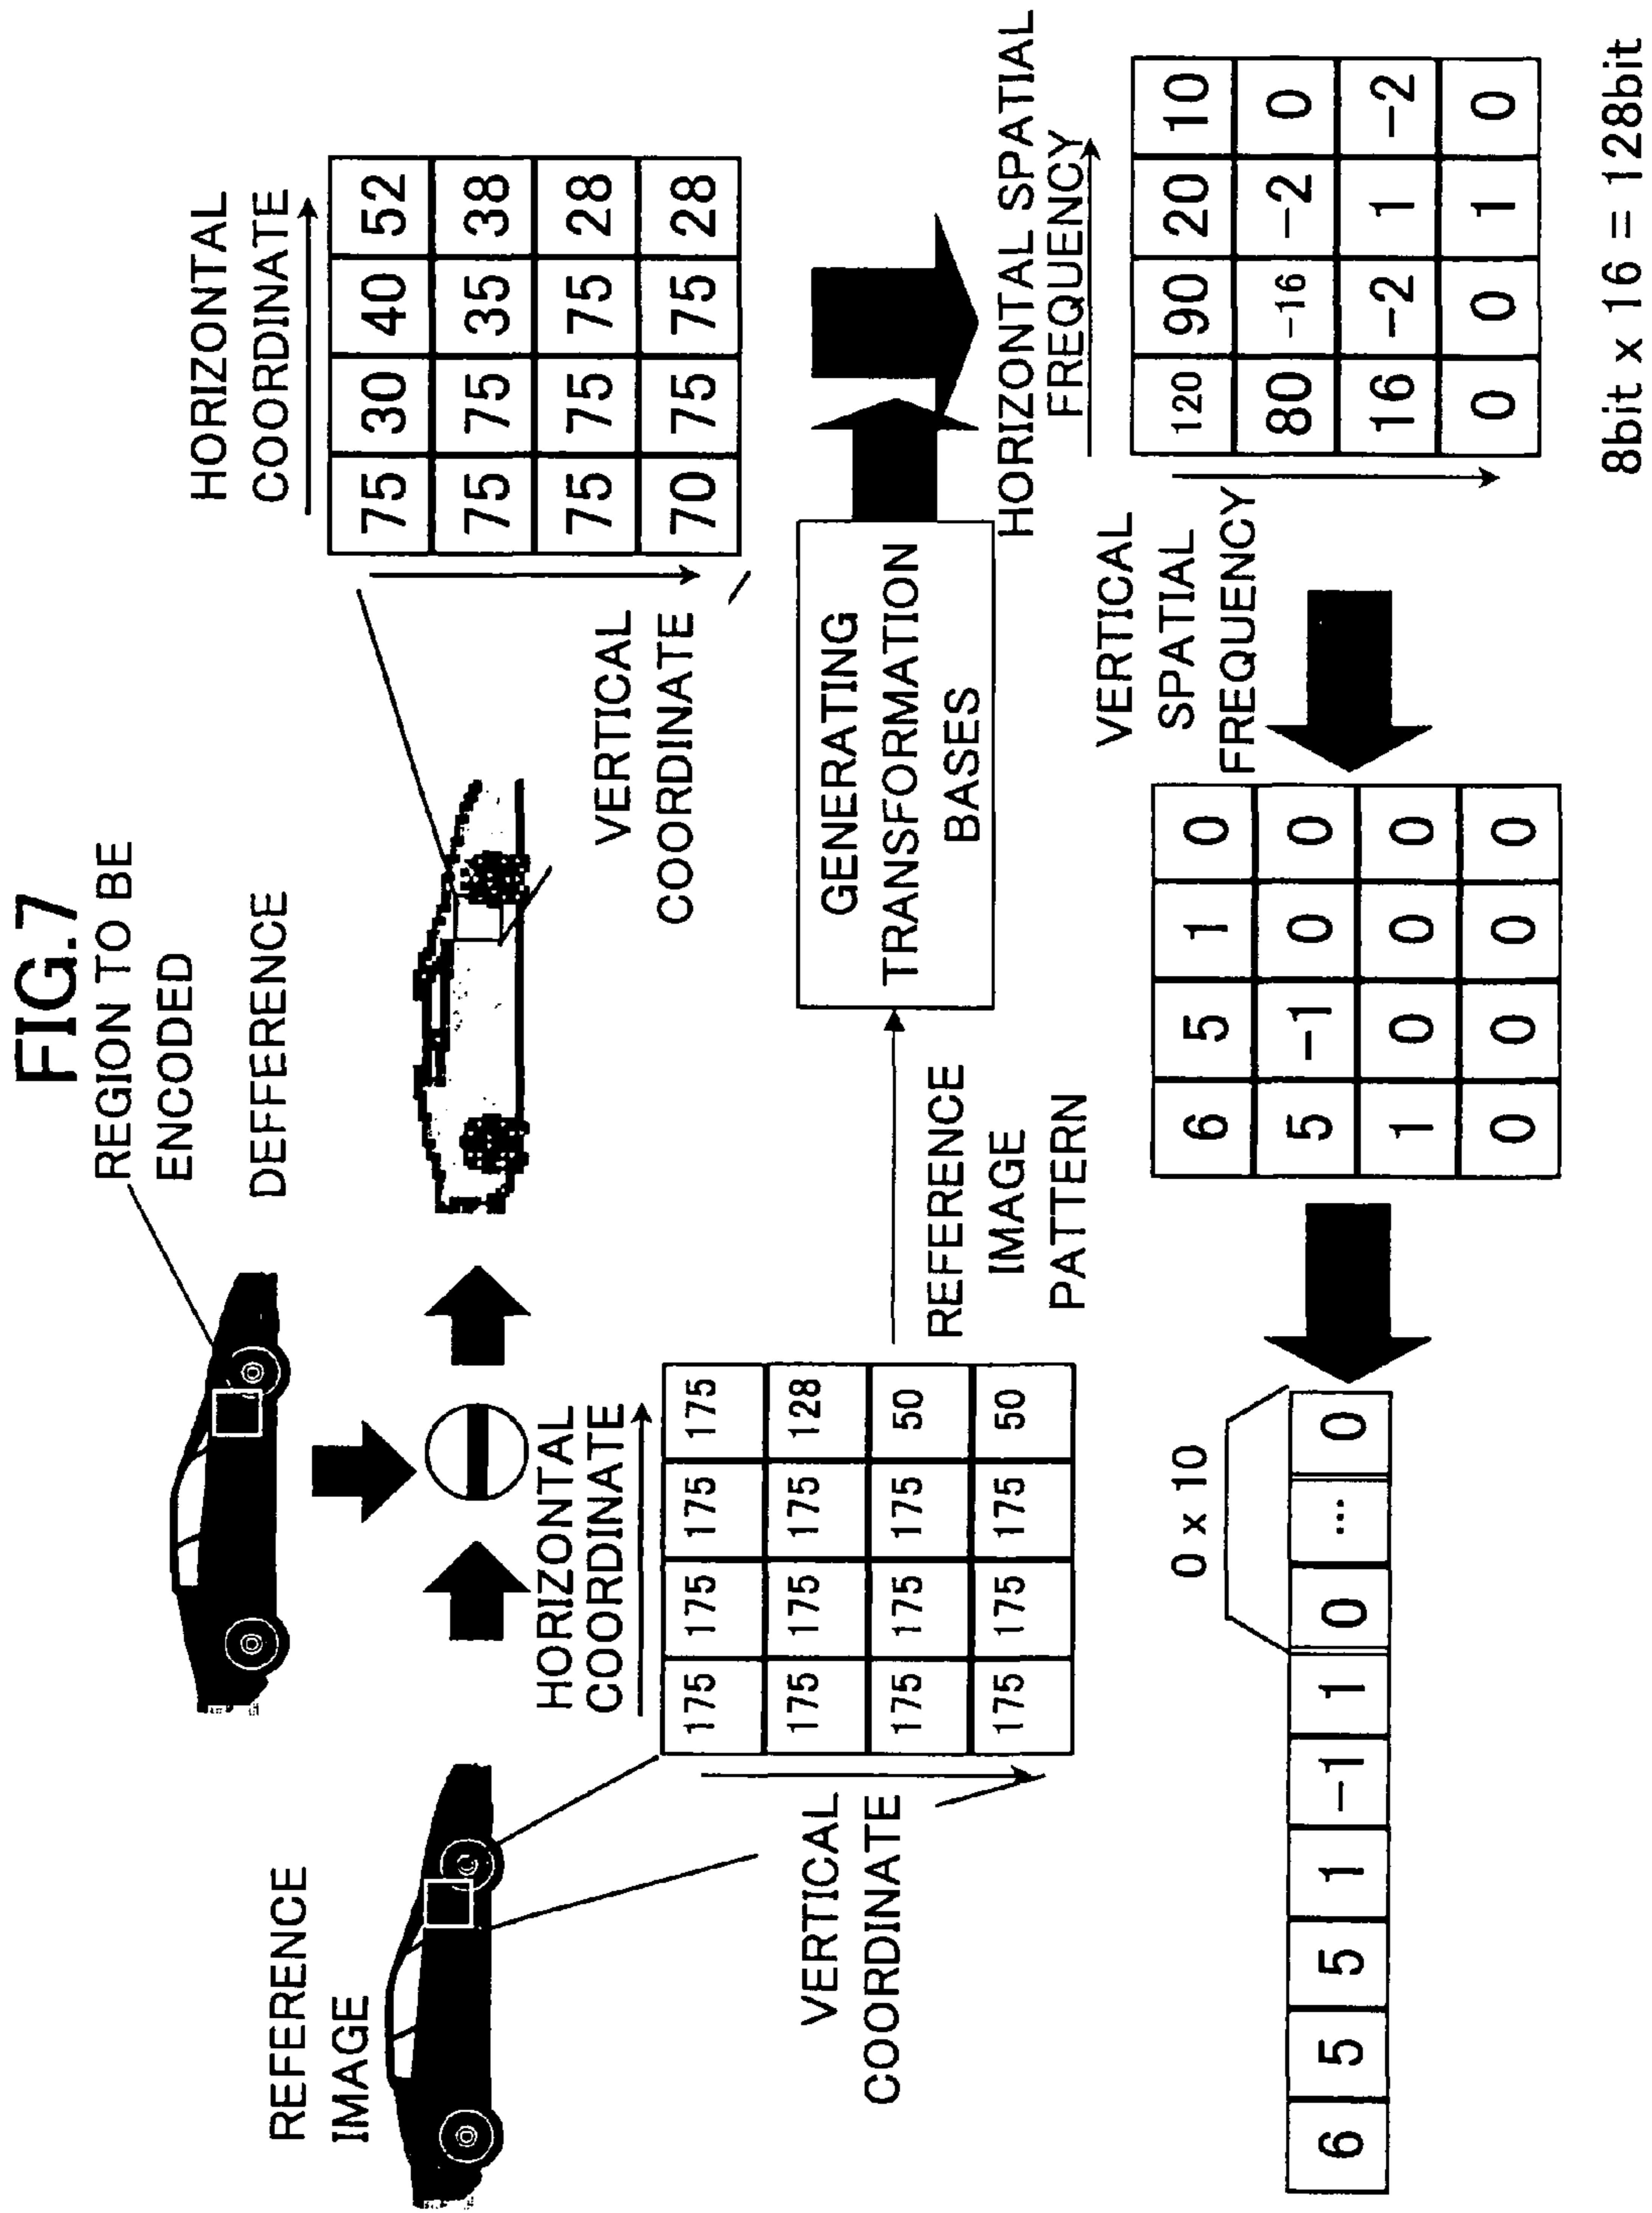 FIG.7
REGION TO BE
ENCODED
DEFFERENCE
REFERENCE
IMAGE
HORIZONTAL
COORDINATE
75 30 40 52
75 75 35 38
75 75 75 28
70 75 75 28
VERTICAL
COORDINATE
HORIZONTAL
COORDINATE
175 175 175 175
175 175 175 128
175 175 175 50
175 175 175 50
VERTICAL
COORDINATE
REFERENCE
IMAGE
PATTERN
GENERATING
TRANSFORMATION
BASES
HORIZONTAL SPATIAL
FREQUENCY
120 90 20 10
80 -16 -2 0
16 -2 1 -2
0 0 1 0
VERTICAL
SPATIAL
FREQUENCY
8bit x 16 = 128bit
6 5 1 0
5 -1 0 0
1 0 0 0
0 0 0 0
0 x 10
6 5 5 1 -1 1 0 ... 0